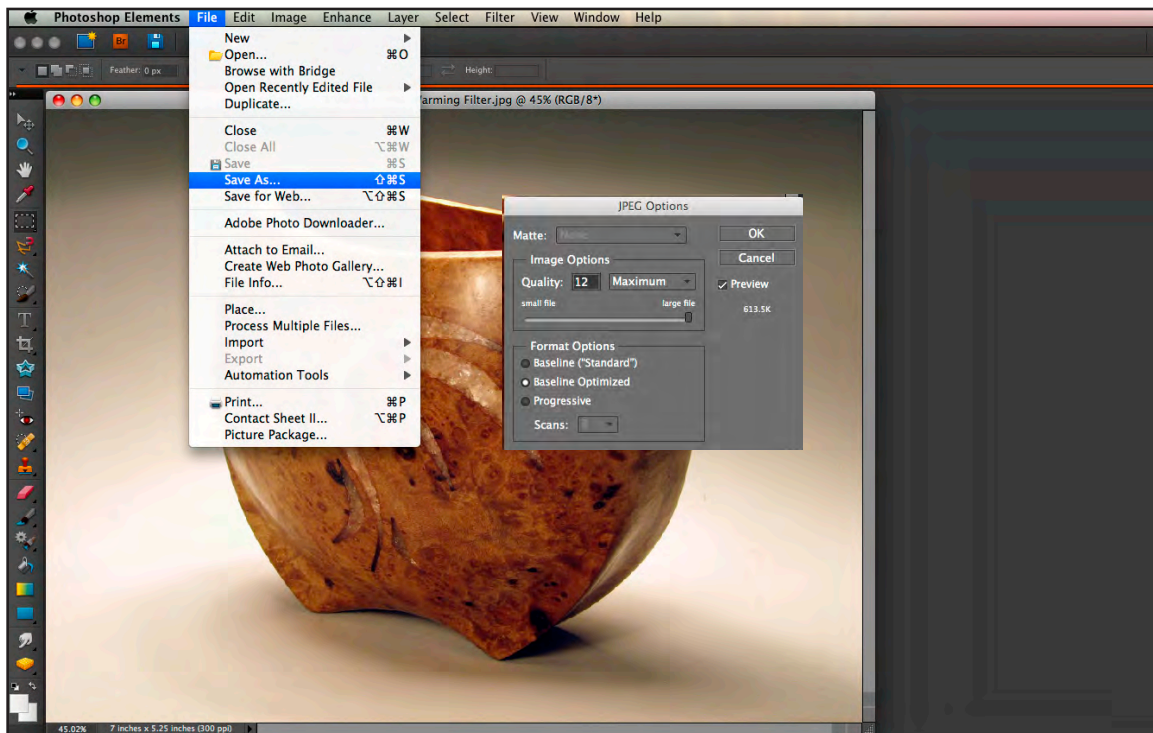 Photoshop Elements File Edit Image Enhance Layer Select Filter View Window Help
Br
Feather: 0 px Height:
arming Filter.jpg @ 45% (RGB/8*)
New
Open... ⌘O
Browse with Bridge
Open Recently Edited File
Duplicate...
Close ⌘W
Close All ⌥⌘W
Save ⌘S
Save As... ⇧⌘S
Save for Web... ⌥⇧⌘S
Adobe Photo Downloader...
Attach to Email...
Create Web Photo Gallery...
File Info... ⌥⇧⌘I
Place...
Process Multiple Files...
Import
Export
Automation Tools
Print... ⌘P
Contact Sheet II... ⌥⌘P
Picture Package...
JPEG Options
Matte: None OK
Cancel
Image Options
Quality: 12 Maximum Preview
small file large file 613.5K
Format Options
Baseline ("Standard")
Baseline Optimized
Progressive
Scans:
T
45.02% 7 inches x 5.25 inches (300 ppi)